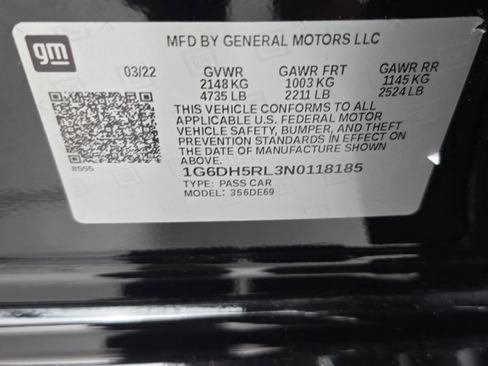 gm
MFD BY GENERAL MOTORS LLC
03/22 GVWR GAWR FRT GAWR RR
2148 KG 1003 KG 1145 KG
4735 LB 2211 LB 2524 LB
THIS VEHICLE CONFORMS TO ALL
APPLICABLE U.S. FEDERAL MOTOR
VEHICLE SAFETY, BUMPER, AND THEFT
PREVENTION STANDARDS IN EFFECT ON
THE DATE OF MANUFACTURE SHOWN ABOVE.
8555
1G6DH5RL3N0118185
TYPE: PASS CAR
MODEL: 356DE69